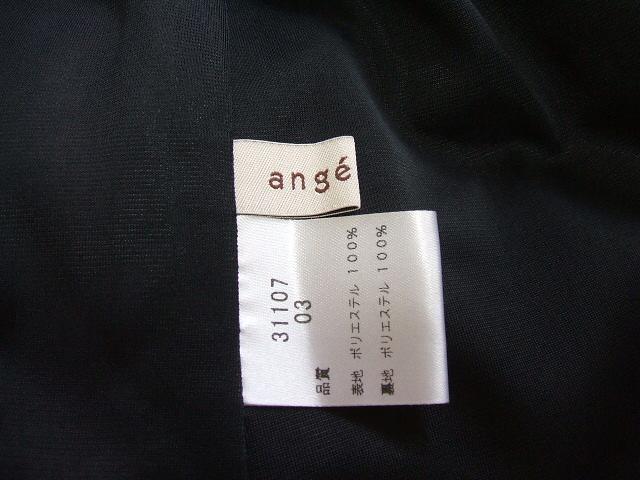 angé
31107
03
品質
表地 ポリエステル 100%
裏地 ポリエステル 100%